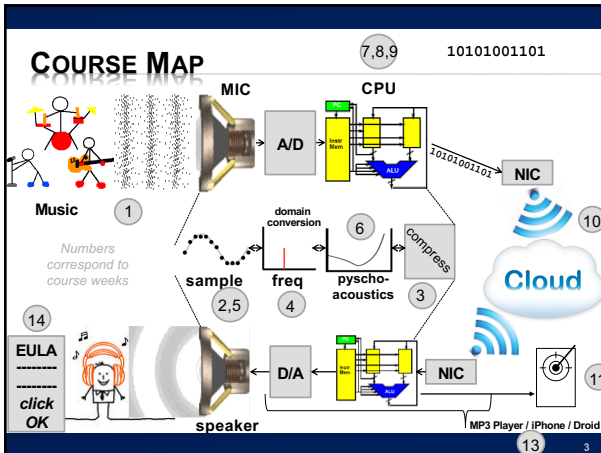 COURSE MAP
7,8,9
10101001101
MIC
CPU
PC
Instr
Mem
ALU
A/D
10101001101
NIC
Music
1
10
Numbers
correspond to
course weeks
domain
conversion
6
compress
Cloud
sample
freq
pyscho-
acoustics
2,5
4
3
14
EULA
--------
--------
click
OK
D/A
PC
Instr
Mem
ALU
NIC
11
speaker
MP3 Player / iPhone / Droid
13
3